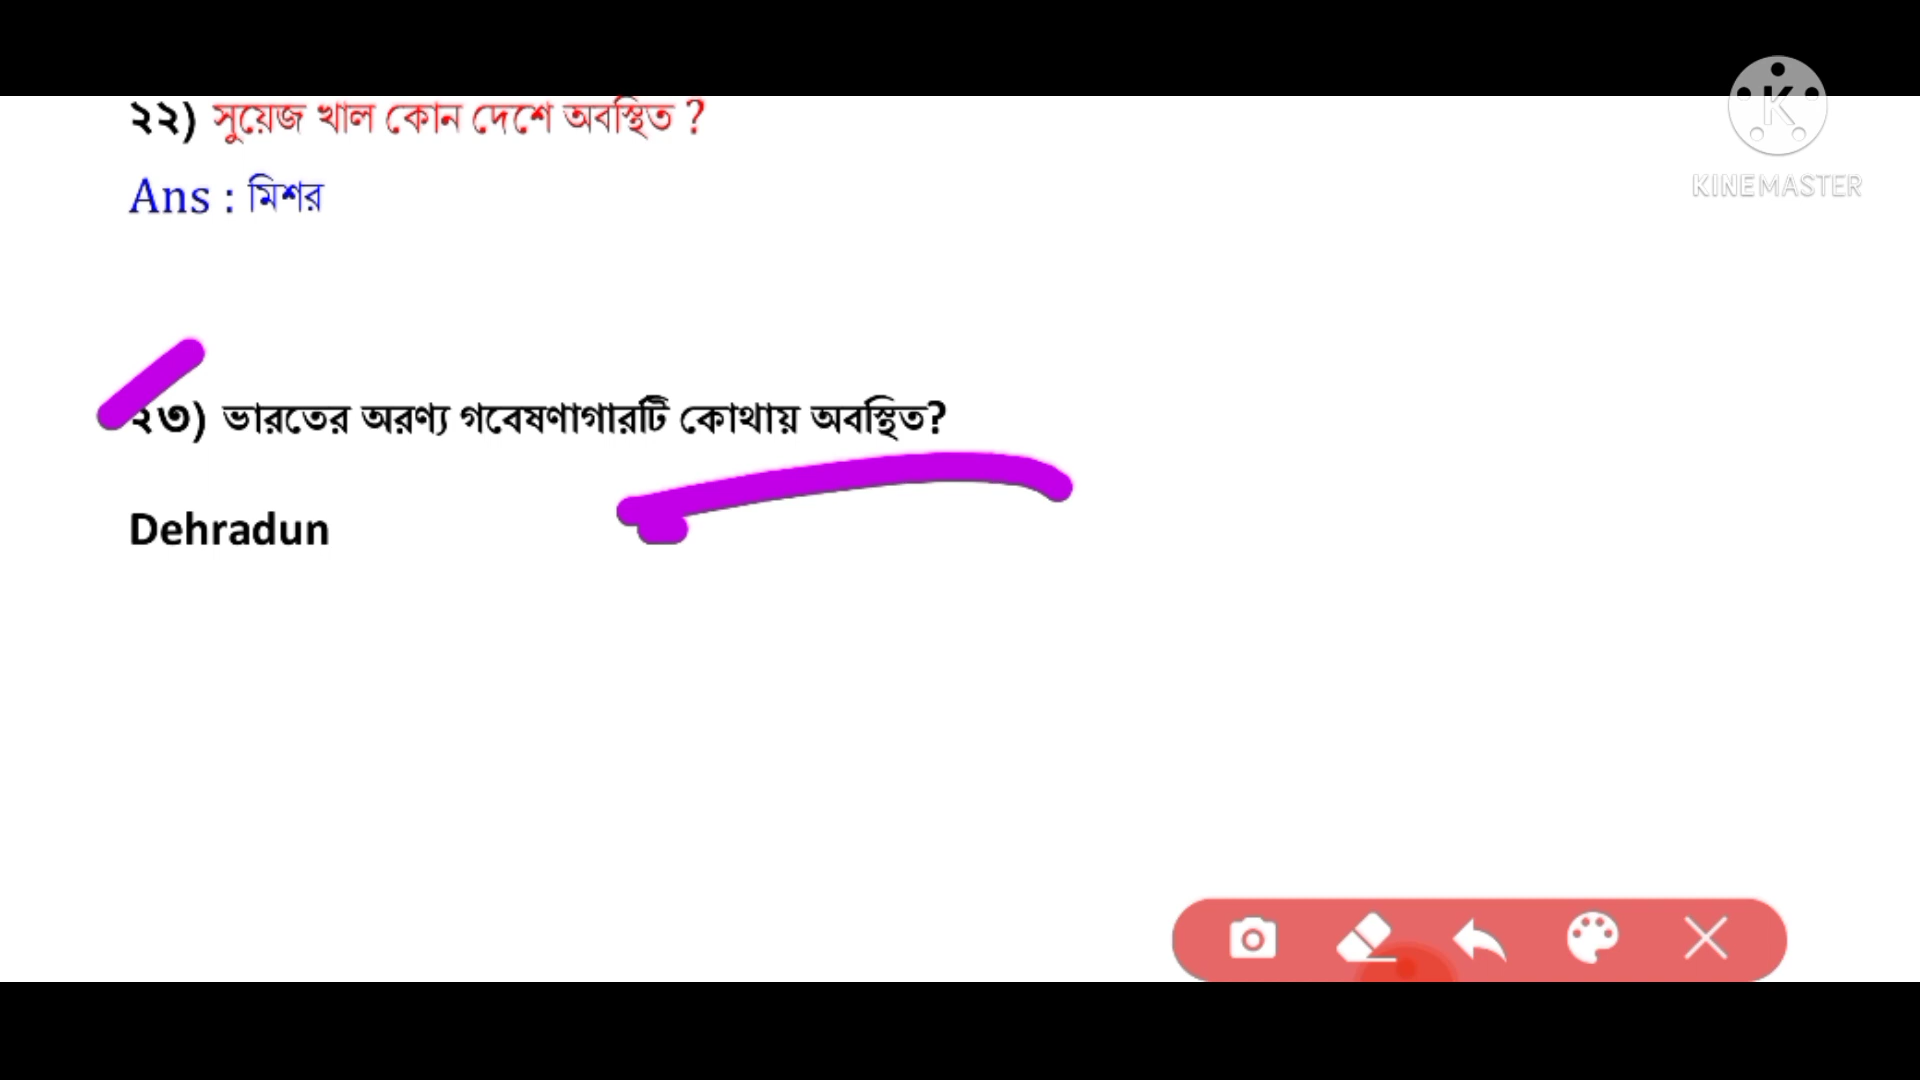 ২২) সুয়েজ খাল কোন দেশে অবস্থিত ?
Ans : মিশর
২৩) ভারতের অরণ্য গবেষণাগারটি কোথায় অবস্থিত?
Dehradun
K
KINEMASTER